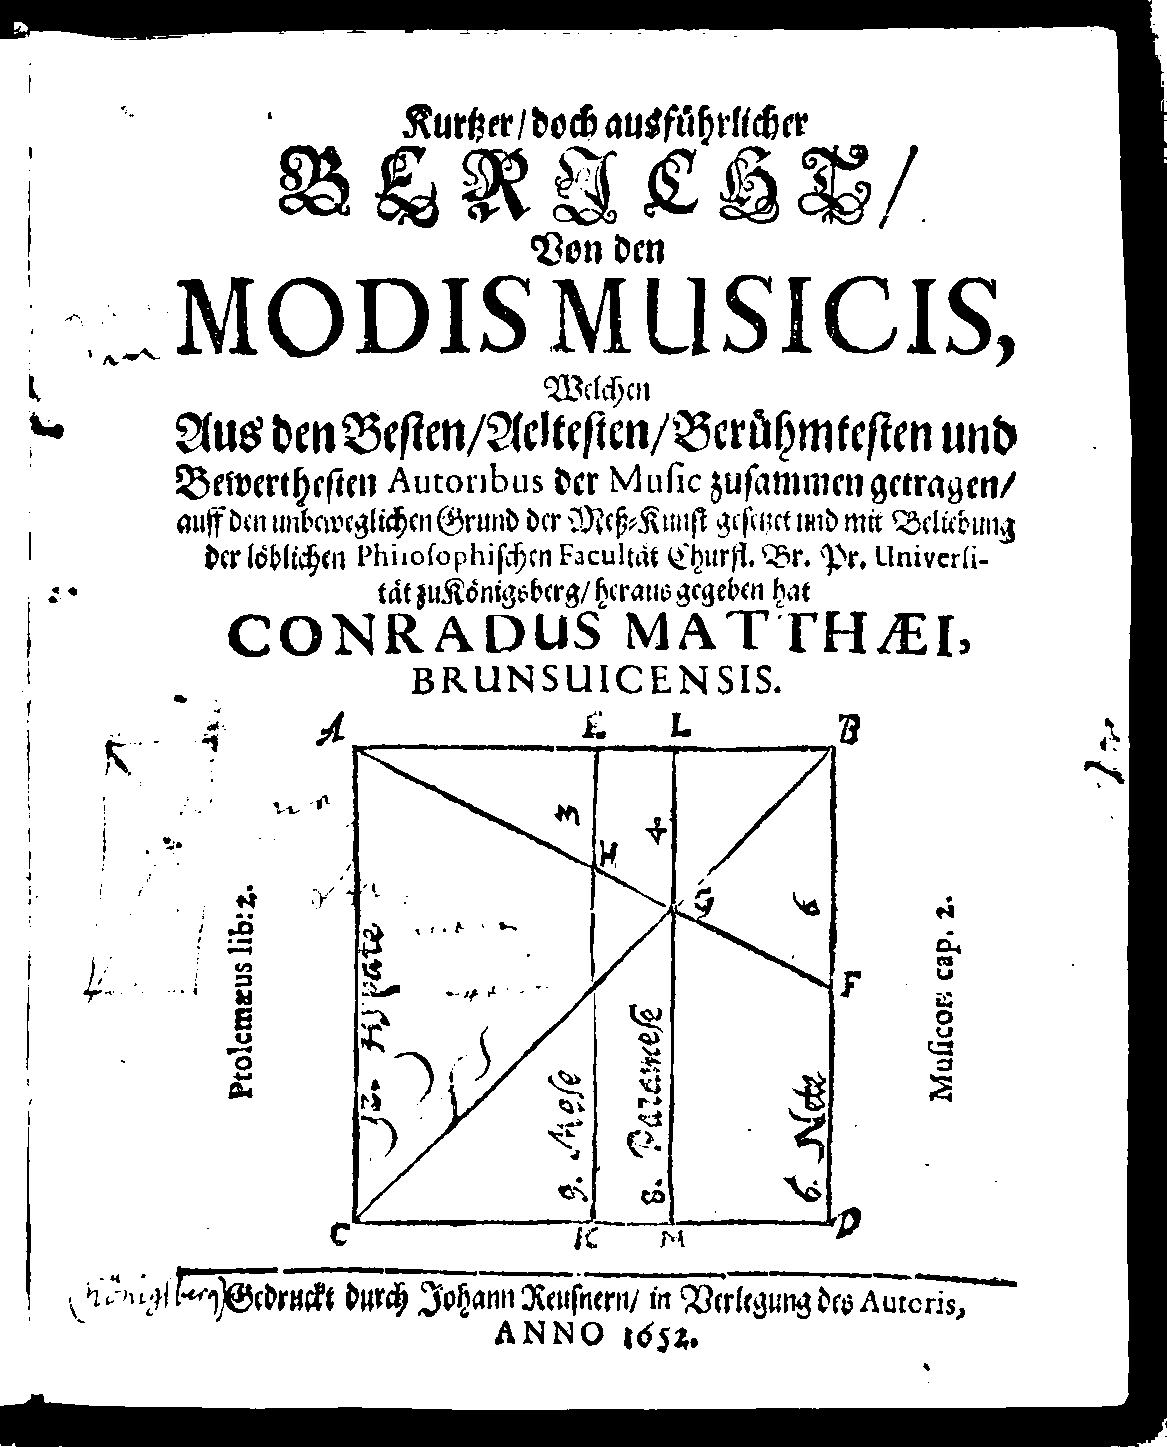 Kurtzer/doch ausführlicher
BERJCHT/
Von den
MODIS MUSICIS,
Welchen
Aus den Besten/Aeltesten/Berühmtesten und
Bewerthesten Autoribus der Music zusammen getragen/
auff den unbeweglichen Grund der Meß-Kunst gesetzet und mit Beliebung
der löblichen Philosophischen Facultät Churfl. Br. Pr. Universi-
tät zu Königsberg/heraus gegeben hat
CONRADUS MATTHÆI,
BRUNSUICENSIS.
A E L B
3 4 H G 6 F
Ptolemæus lib:2.
12. Hypate
9. Mese
8. Paramese
6. Nete
Musicon cap. 2.
C K M D
(Königsberg) Gedruckt durch Johann Reusnern/ in Verlegung des Autoris,
ANNO 1652.